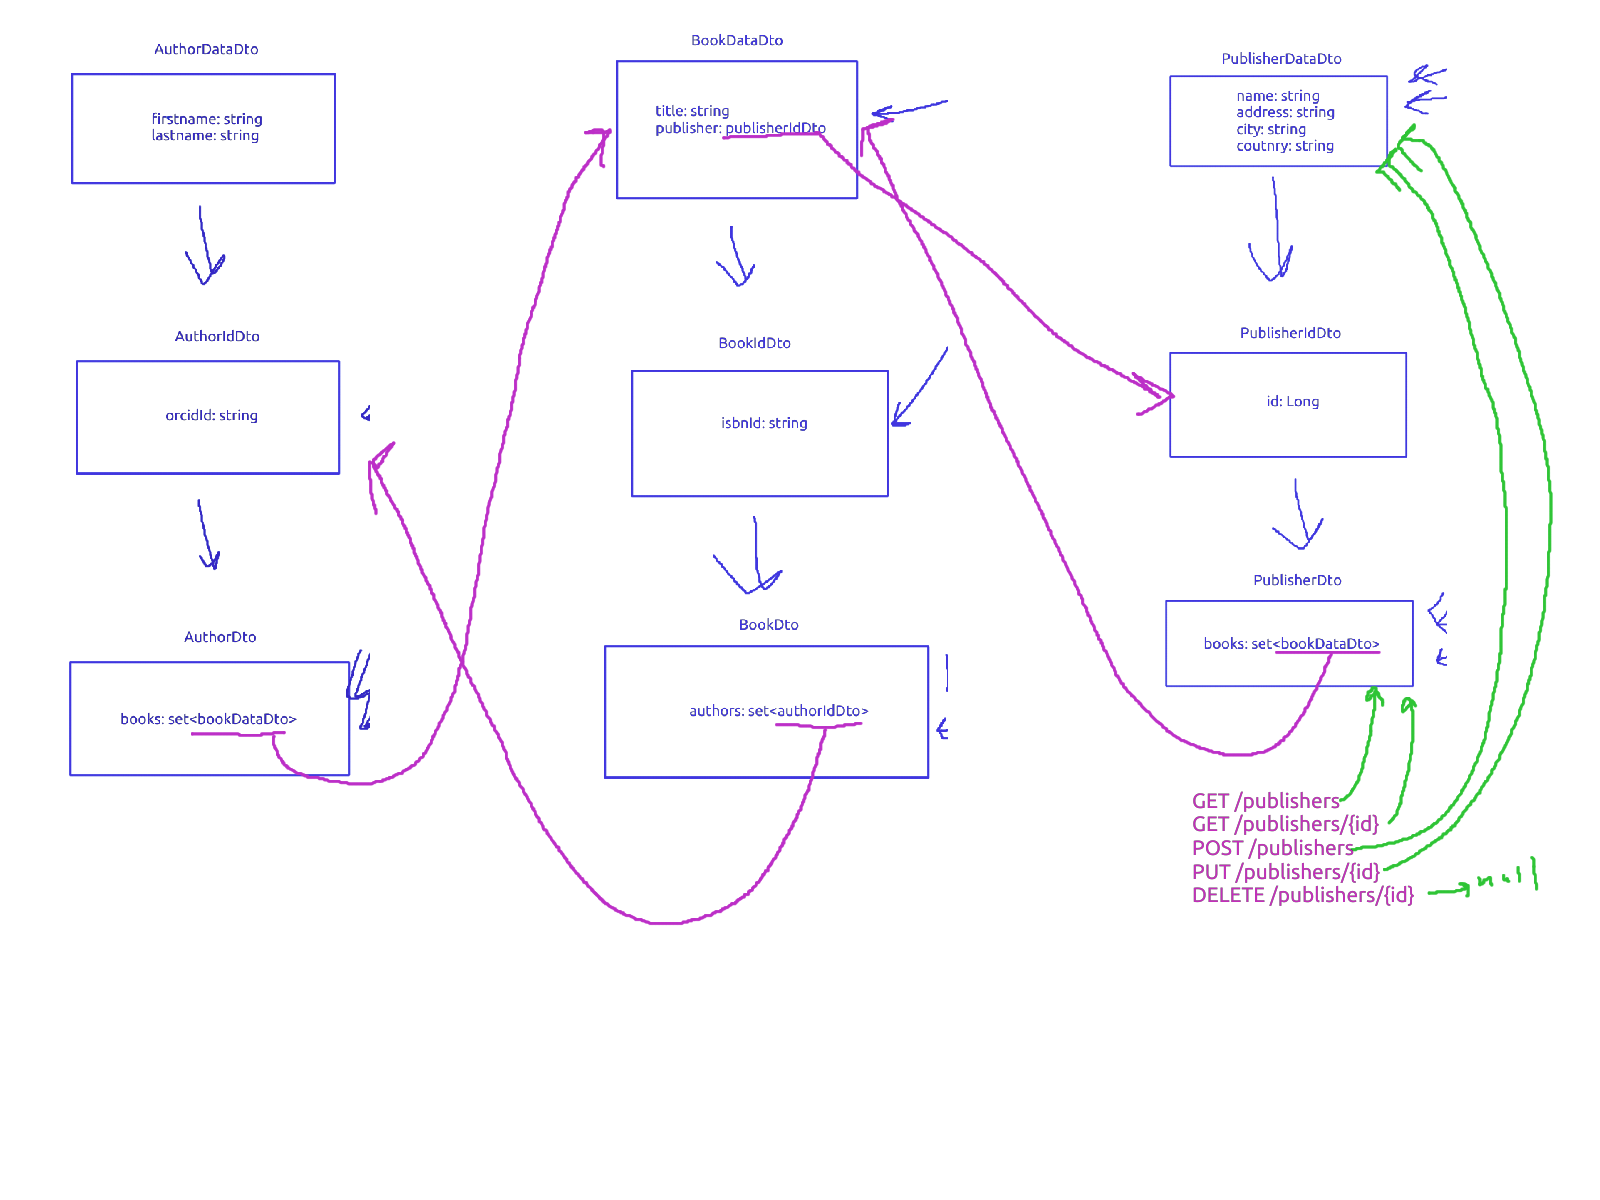 AuthorDataDto
firstname: string
lastname: string
AuthorIdDto
orcidId: string
AuthorDto
books: set<bookDataDto>
BookDataDto
title: string
publisher: publisherIdDto
BookIdDto
isbnId: string
BookDto
authors: set<authorIdDto>
PublisherDataDto
name: string
address: string
city: string
coutnry: string
PublisherIdDto
id: Long
PublisherDto
books: set<bookDataDto>
GET /publishers
GET /publishers/{id}
POST /publishers
PUT /publishers/{id}
DELETE /publishers/{id} null